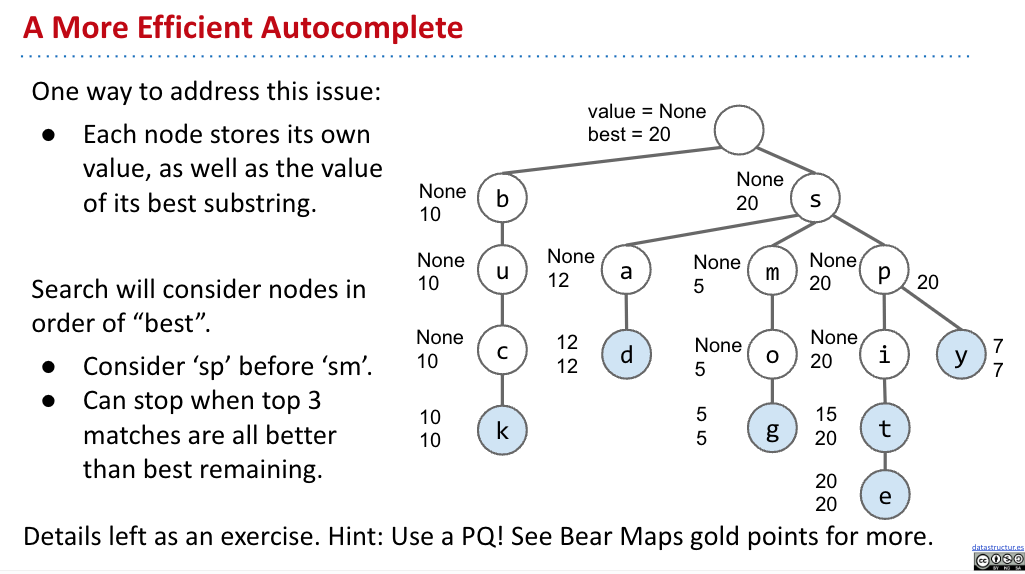 A More Efficient Autocomplete
One way to address this issue:
● Each node stores its own
value, as well as the value
of its best substring.
Search will consider nodes in
order of “best”.
● Consider ‘sp’ before ‘sm’.
● Can stop when top 3
matches are all better
than best remaining.
value = None
best = 20
None
10
b
None
20
s
None
10
u
None
12
a
None
5
m
None
20
p
20
None
10
c
12
12
d
None
5
o
None
20
i
y
7
7
10
10
k
5
5
g
15
20
t
20
20
e
Details left as an exercise. Hint: Use a PQ! See Bear Maps gold points for more.
datastructur.es
CC
BY NC SA